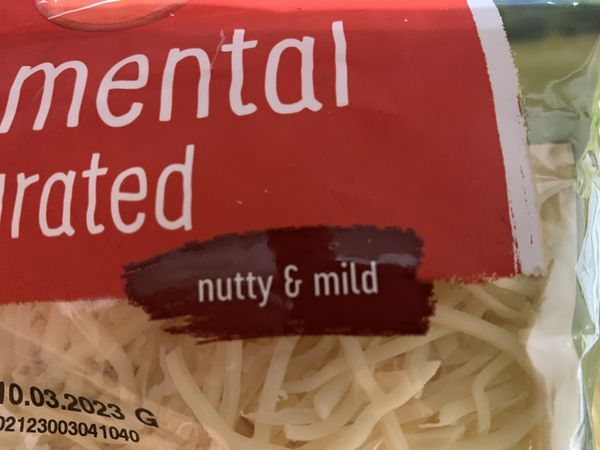 mental
rated
nutty & mild
10.03.2023 G
02123003041040